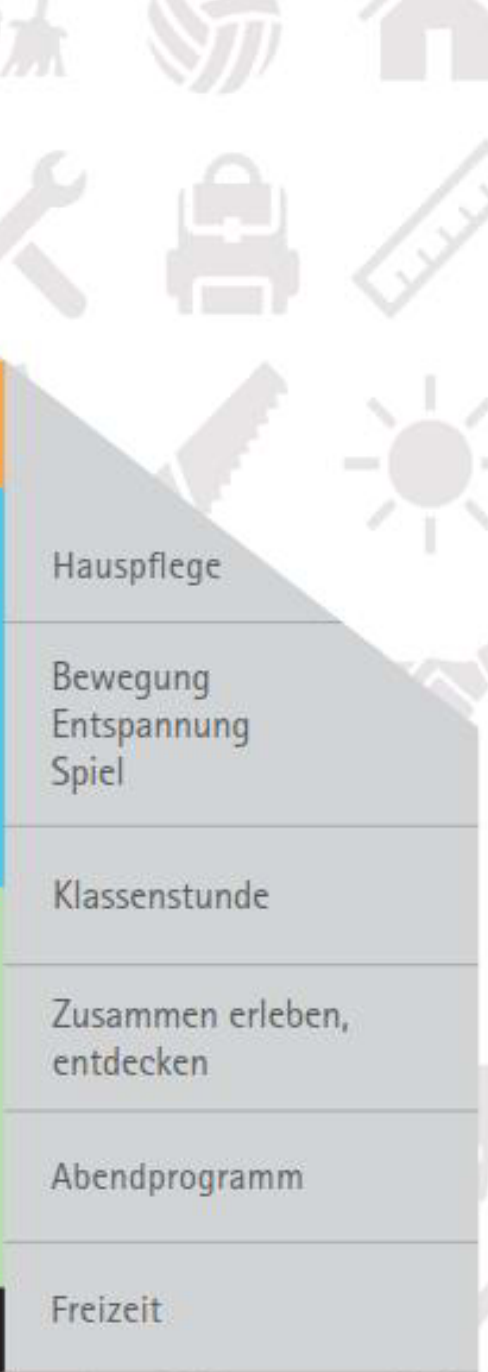 Hauspflege
Bewegung
Entspannung
Spiel
Klassenstunde
Zusammen erleben,
entdecken
Abendprogramm
Freizeit